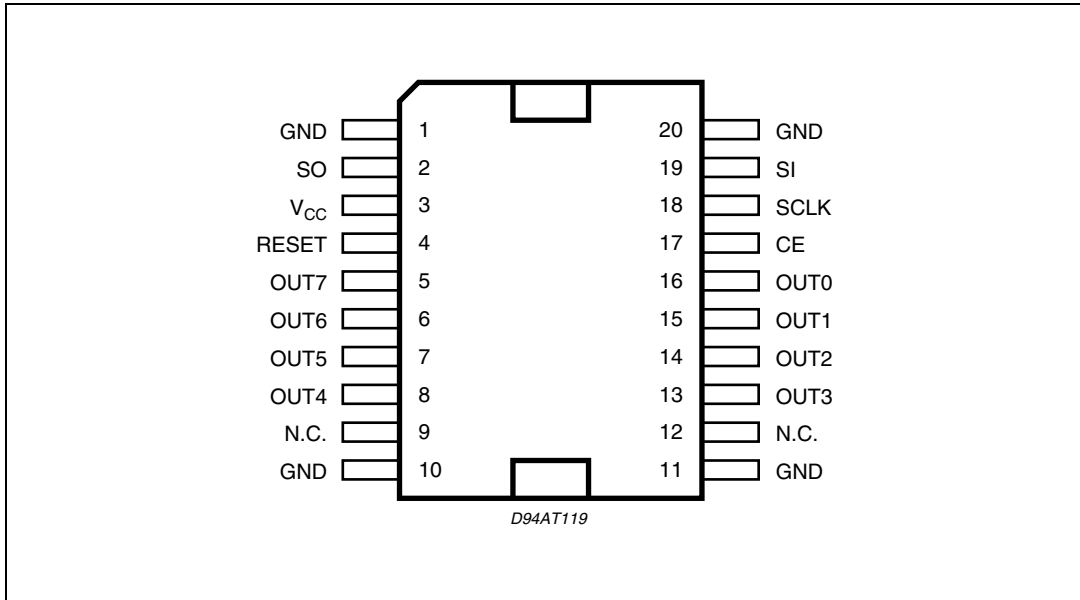 GND 1 20 GND
SO 2 19 SI
VCC 3 18 SCLK
RESET 4 17 CE
OUT7 5 16 OUT0
OUT6 6 15 OUT1
OUT5 7 14 OUT2
OUT4 8 13 OUT3
N.C. 9 12 N.C.
GND 10 11 GND
D94AT119